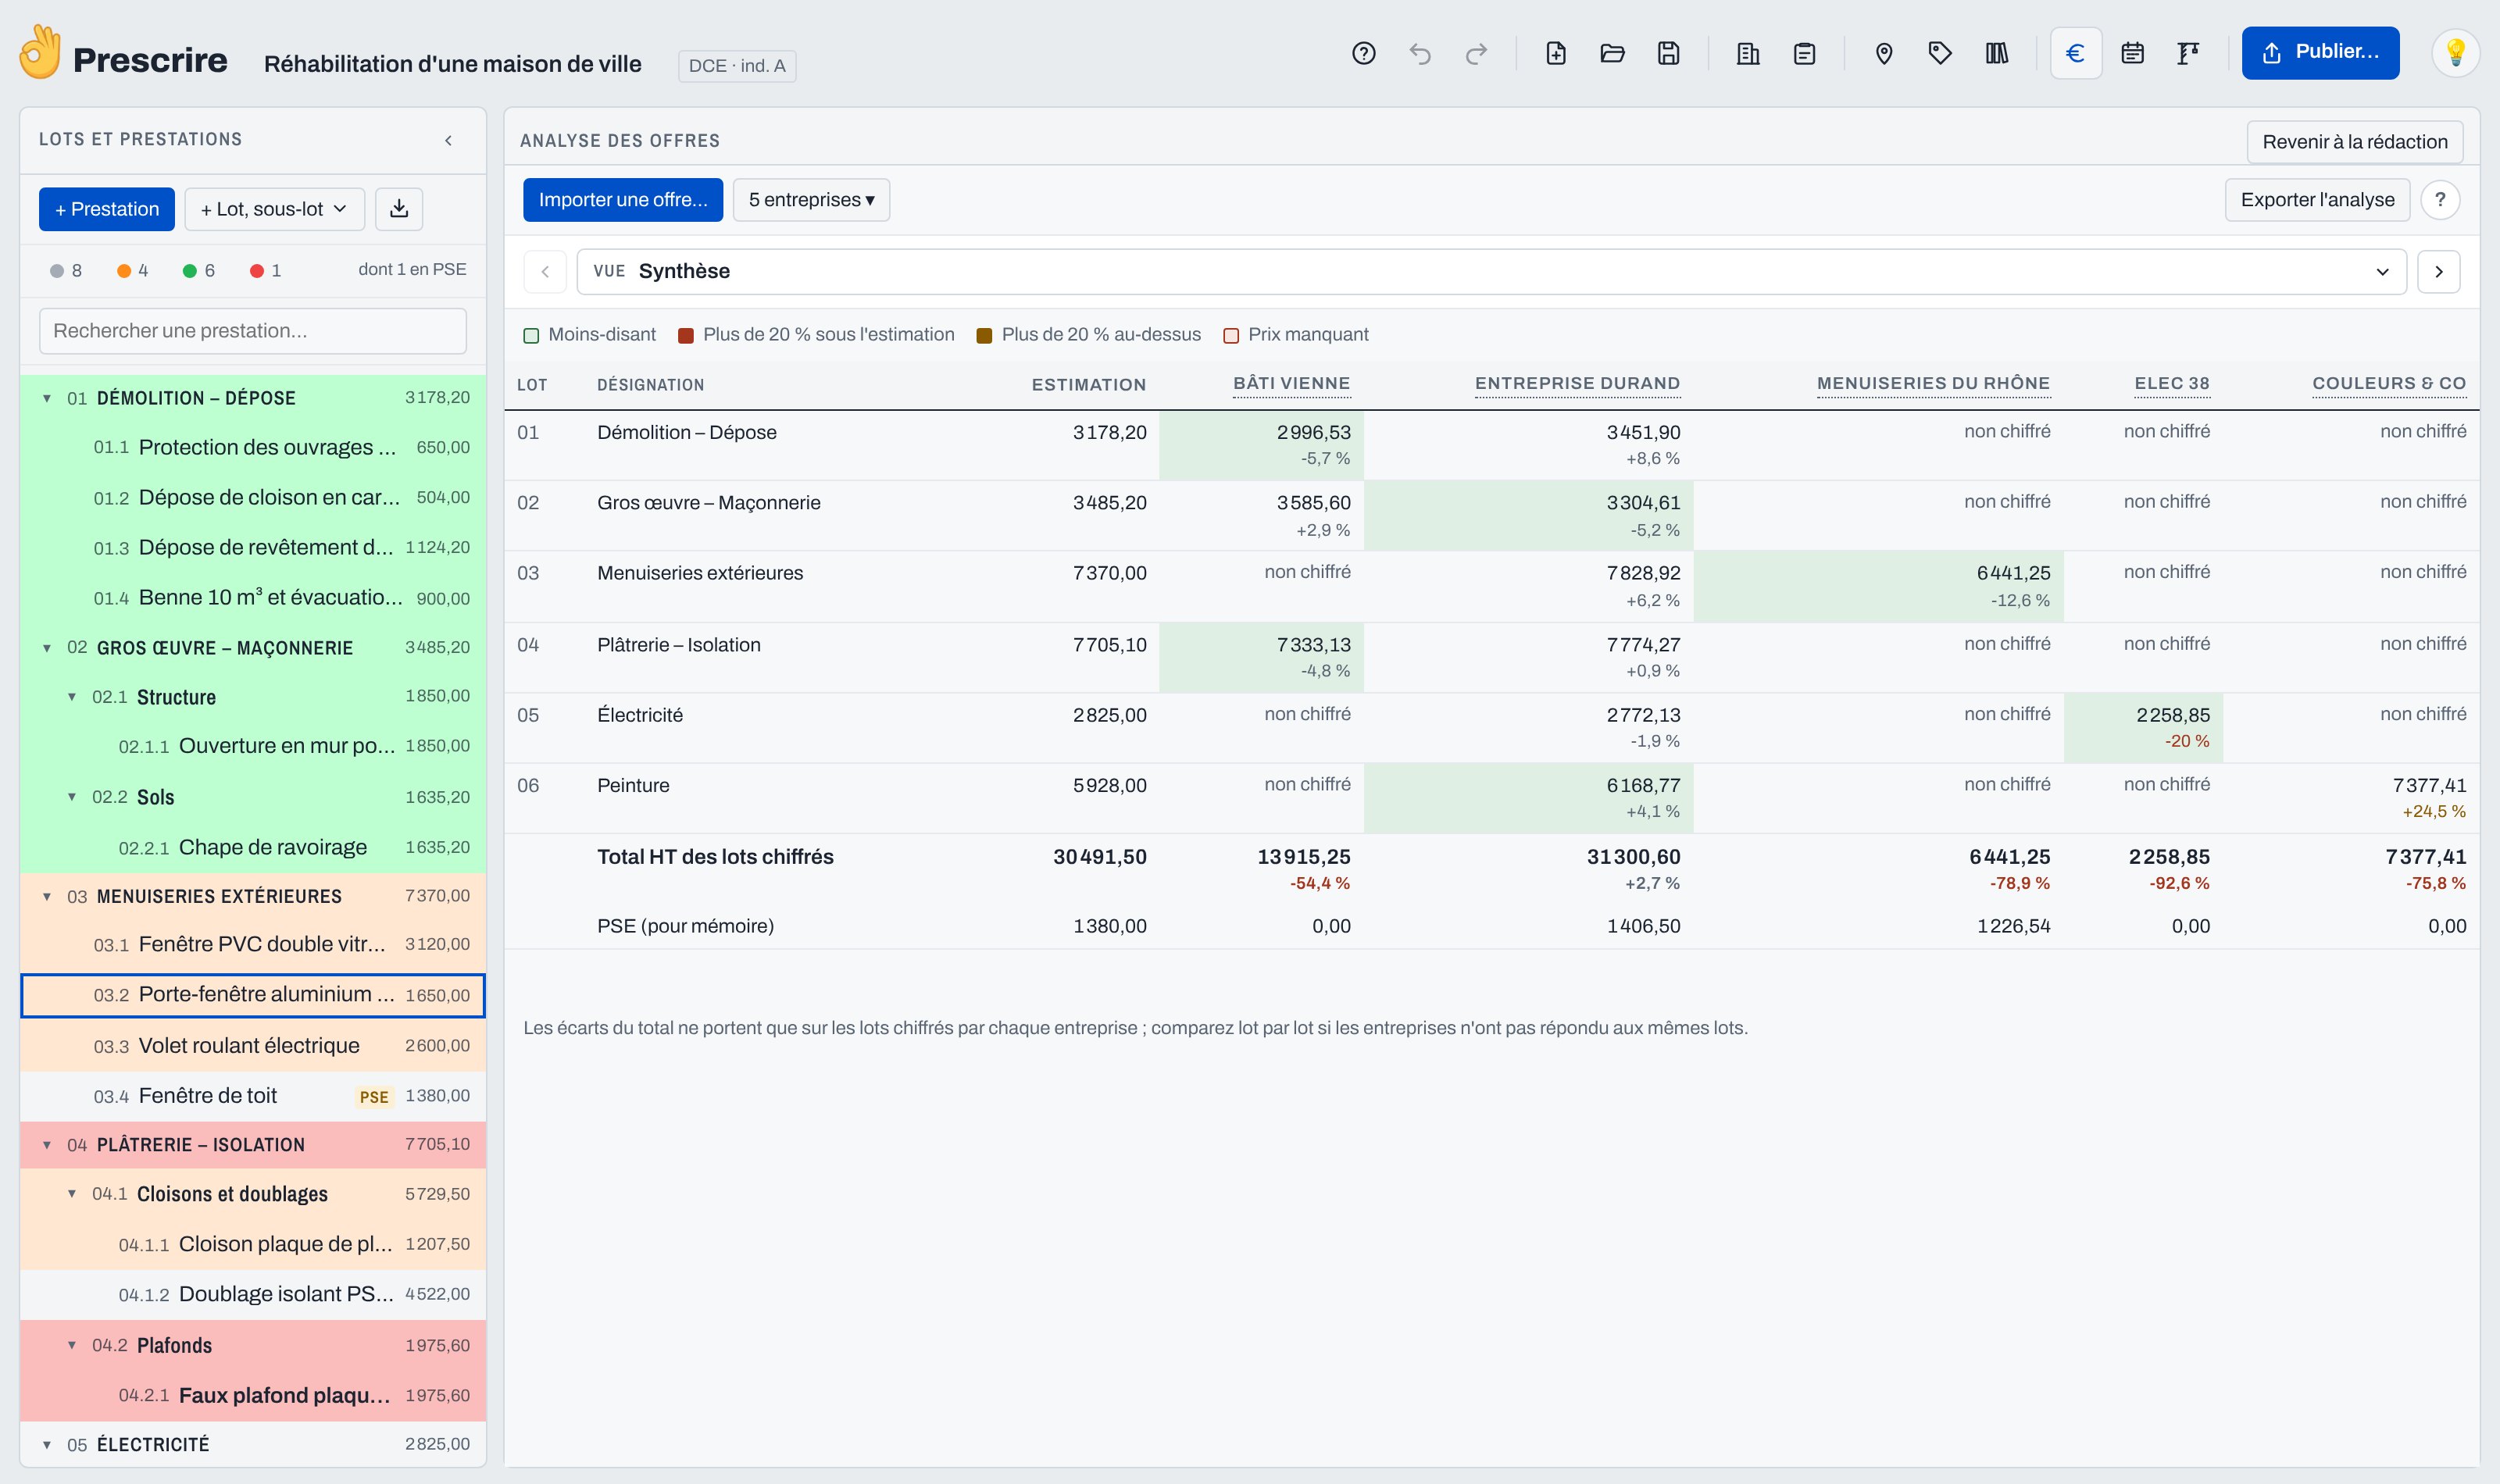 Prescrire Réhabilitation d'une maison de ville DCE · ind. A Publier...
LOTS ET PRESTATIONS
+ Prestation + Lot, sous-lot
8 4 6 1 dont 1 en PSE
Rechercher une prestation...
01 DÉMOLITION – DÉPOSE 3 178,20
01.1 Protection des ouvrages ... 650,00
01.2 Dépose de cloison en car... 504,00
01.3 Dépose de revêtement d... 1 124,20
01.4 Benne 10 m³ et évacuatio... 900,00
02 GROS ŒUVRE – MAÇONNERIE 3 485,20
02.1 Structure 1 850,00
02.1.1 Ouverture en mur po... 1 850,00
02.2 Sols 1 635,20
02.2.1 Chape de ravoirage 1 635,20
03 MENUISERIES EXTÉRIEURES 7 370,00
03.1 Fenêtre PVC double vitr... 3 120,00
03.2 Porte-fenêtre aluminium ... 1 650,00
03.3 Volet roulant électrique 2 600,00
03.4 Fenêtre de toit PSE 1 380,00
04 PLÂTRERIE – ISOLATION 7 705,10
04.1 Cloisons et doublages 5 729,50
04.1.1 Cloison plaque de pl... 1 207,50
04.1.2 Doublage isolant PS... 4 522,00
04.2 Plafonds 1 975,60
04.2.1 Faux plafond plaqu... 1 975,60
05 ÉLECTRICITÉ 2 825,00
ANALYSE DES OFFRES Revenir à la rédaction
Importer une offre... 5 entreprises ▾ Exporter l'analyse ?
VUE Synthèse
Moins-disant Plus de 20 % sous l'estimation Plus de 20 % au-dessus Prix manquant
LOT DÉSIGNATION ESTIMATION BÂTI VIENNE ENTREPRISE DURAND MENUISERIES DU RHÔNE ELEC 38 COULEURS & CO
01 Démolition – Dépose 3 178,20 2 996,53 3 451,90 non chiffré non chiffré non chiffré
-5,7 % +8,6 %
02 Gros œuvre – Maçonnerie 3 485,20 3 585,60 3 304,61 non chiffré non chiffré non chiffré
+2,9 % -5,2 %
03 Menuiseries extérieures 7 370,00 non chiffré 7 828,92 6 441,25 non chiffré non chiffré
+6,2 % -12,6 %
04 Plâtrerie – Isolation 7 705,10 7 333,13 7 774,27 non chiffré non chiffré non chiffré
-4,8 % +0,9 %
05 Électricité 2 825,00 non chiffré 2 772,13 non chiffré 2 258,85 non chiffré
-1,9 % -20 %
06 Peinture 5 928,00 non chiffré 6 168,77 non chiffré non chiffré 7 377,41
+4,1 % +24,5 %
Total HT des lots chiffrés 30 491,50 13 915,25 31 300,60 6 441,25 2 258,85 7 377,41
-54,4 % +2,7 % -78,9 % -92,6 % -75,8 %
PSE (pour mémoire) 1 380,00 0,00 1 406,50 1 226,54 0,00 0,00
Les écarts du total ne portent que sur les lots chiffrés par chaque entreprise ; comparez lot par lot si les entreprises n'ont pas répondu aux mêmes lots.